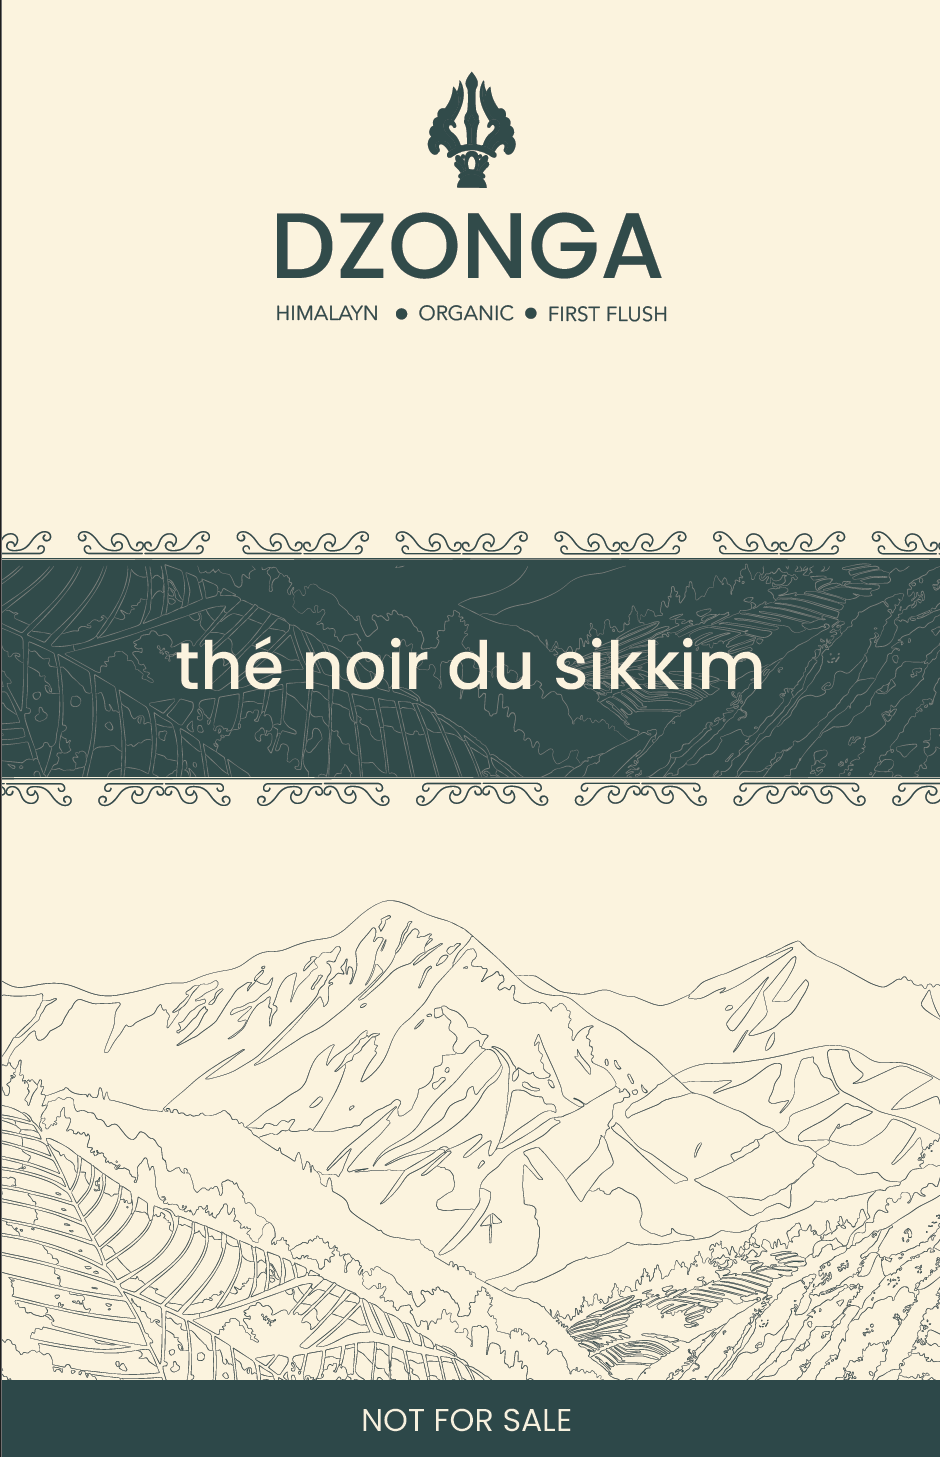 DZONGA
HIMALAYN ● ORGANIC ● FIRST FLUSH
thé noir du sikkim
NOT FOR SALE